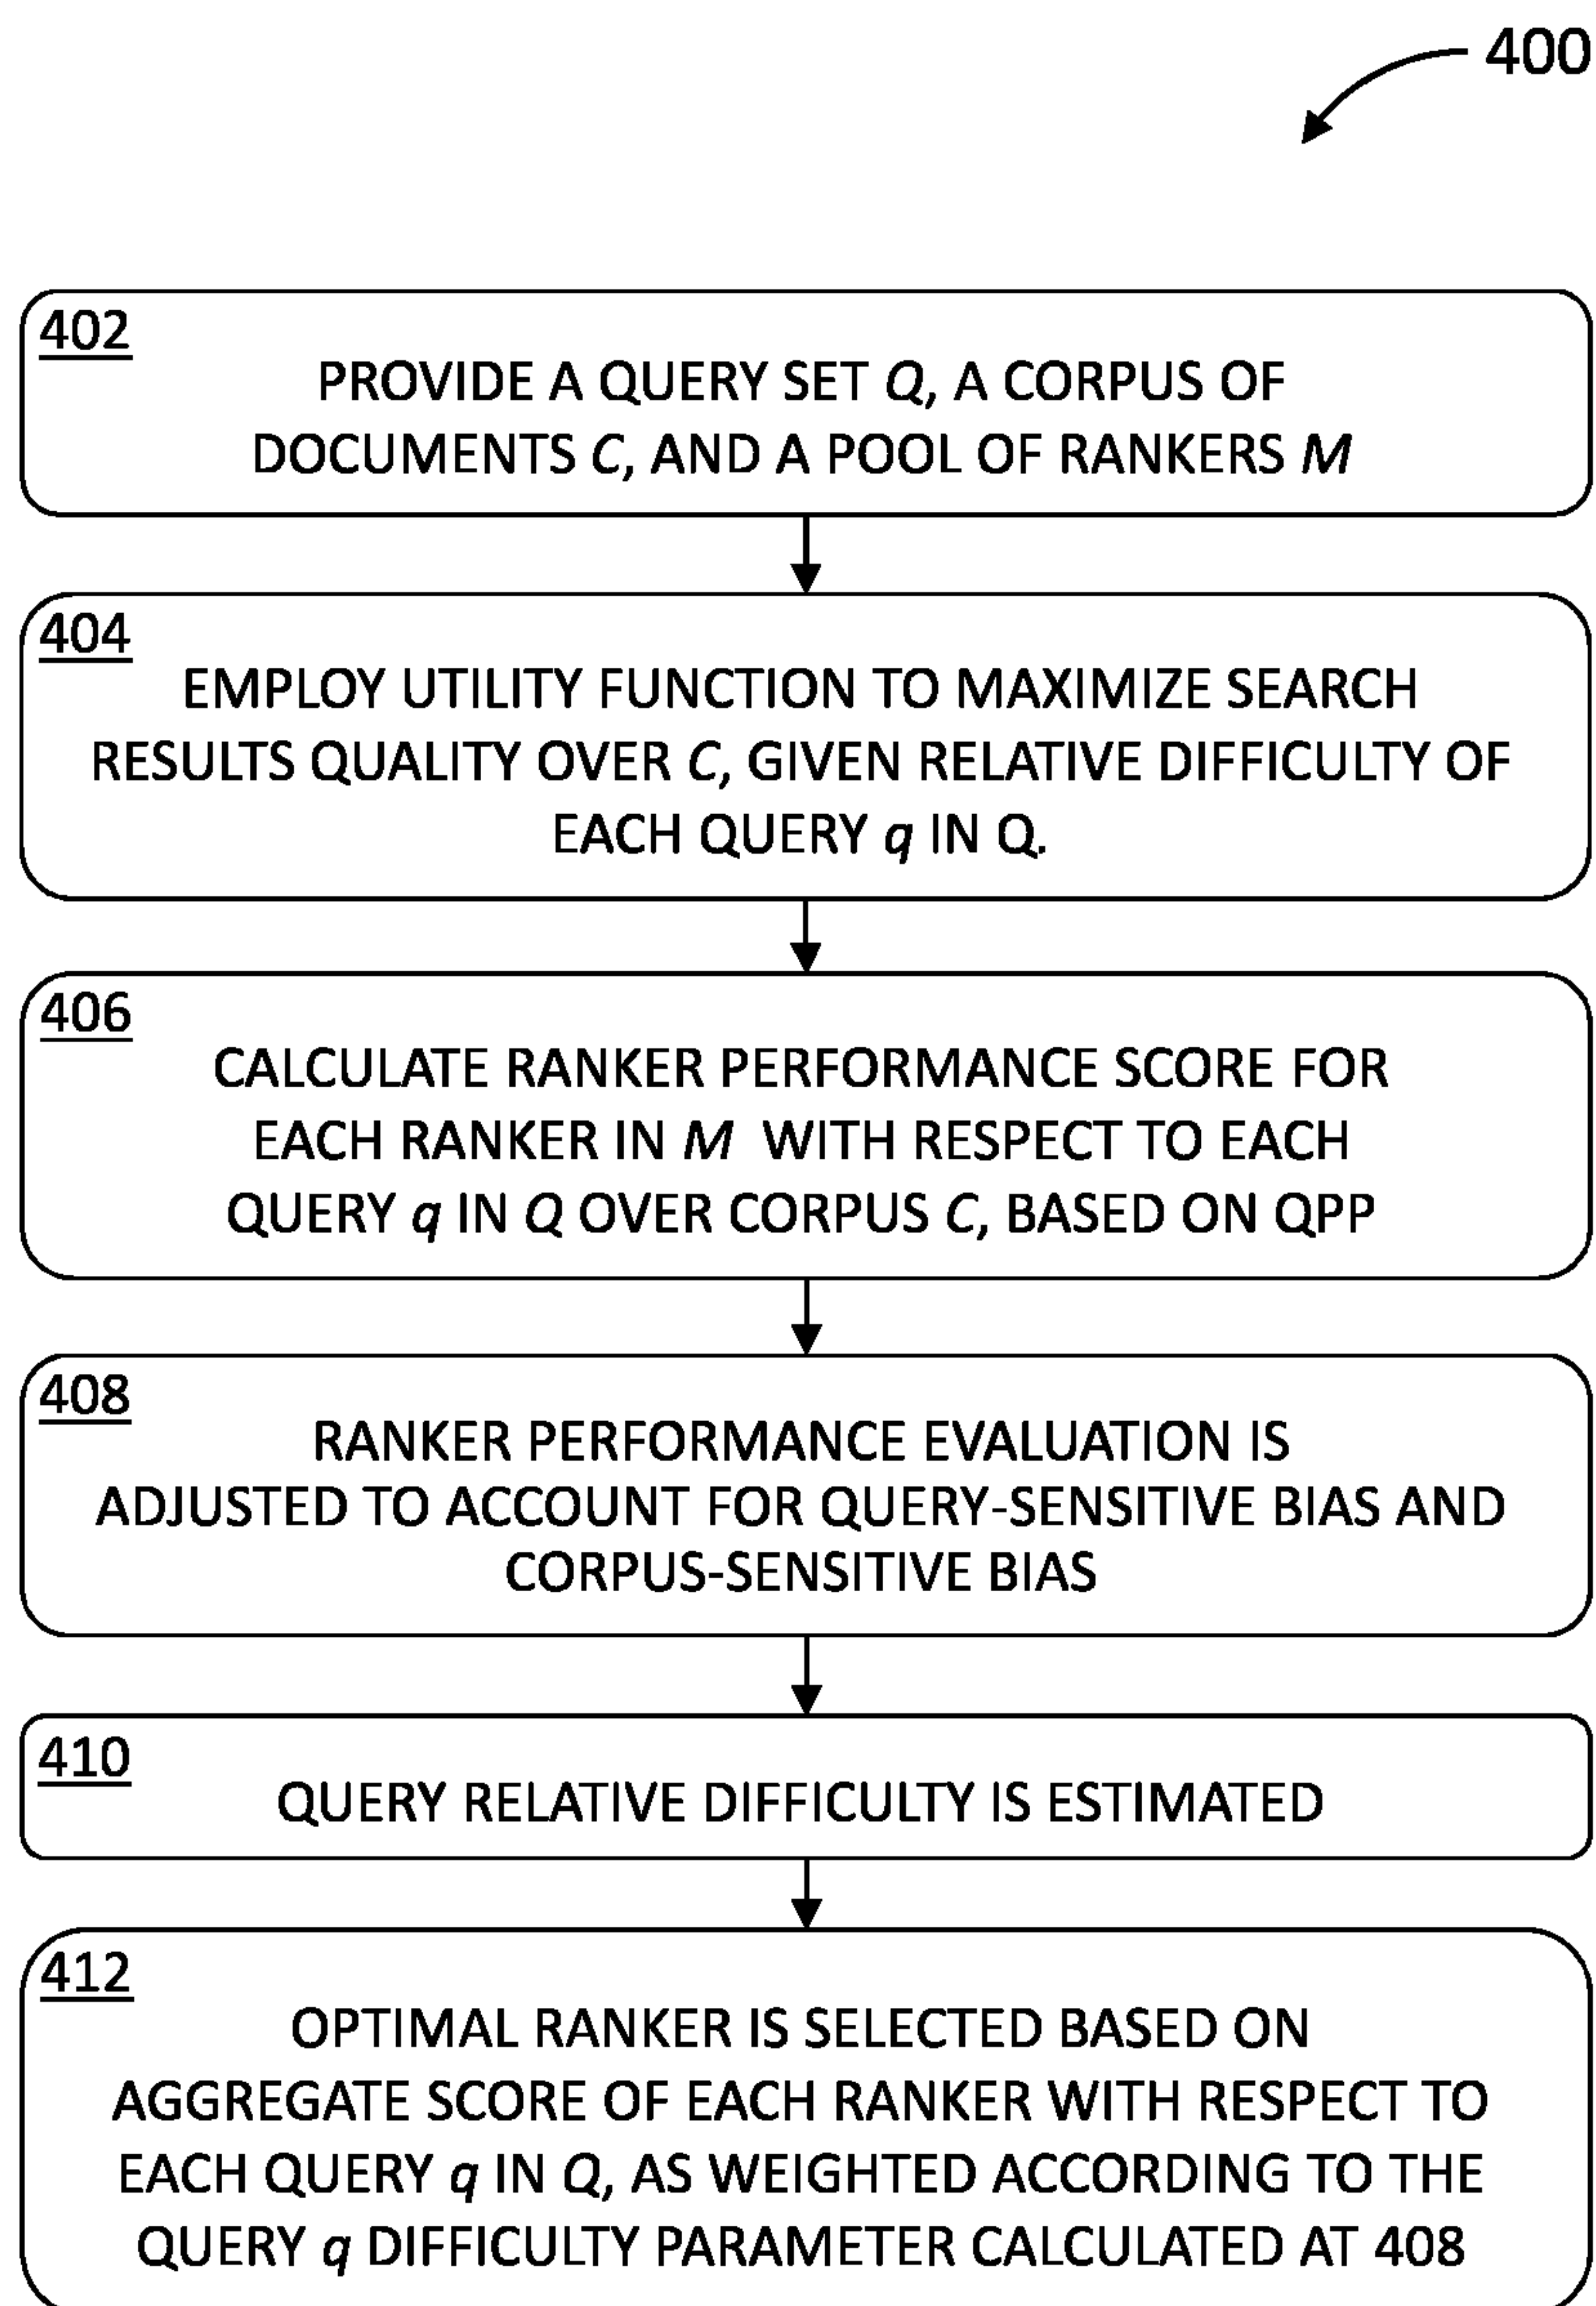 400
402
PROVIDE A QUERY SET Q, A CORPUS OF
DOCUMENTS C, AND A POOL OF RANKERS M
404
EMPLOY UTILITY FUNCTION TO MAXIMIZE SEARCH
RESULTS QUALITY OVER C, GIVEN RELATIVE DIFFICULTY OF
EACH QUERY q IN Q.
406
CALCULATE RANKER PERFORMANCE SCORE FOR
EACH RANKER IN M WITH RESPECT TO EACH
QUERY q IN Q OVER CORPUS C, BASED ON QPP
408
RANKER PERFORMANCE EVALUATION IS
ADJUSTED TO ACCOUNT FOR QUERY-SENSITIVE BIAS AND
CORPUS-SENSITIVE BIAS
410
QUERY RELATIVE DIFFICULTY IS ESTIMATED
412
OPTIMAL RANKER IS SELECTED BASED ON
AGGREGATE SCORE OF EACH RANKER WITH RESPECT TO
EACH QUERY q IN Q, AS WEIGHTED ACCORDING TO THE
QUERY q DIFFICULTY PARAMETER CALCULATED AT 408